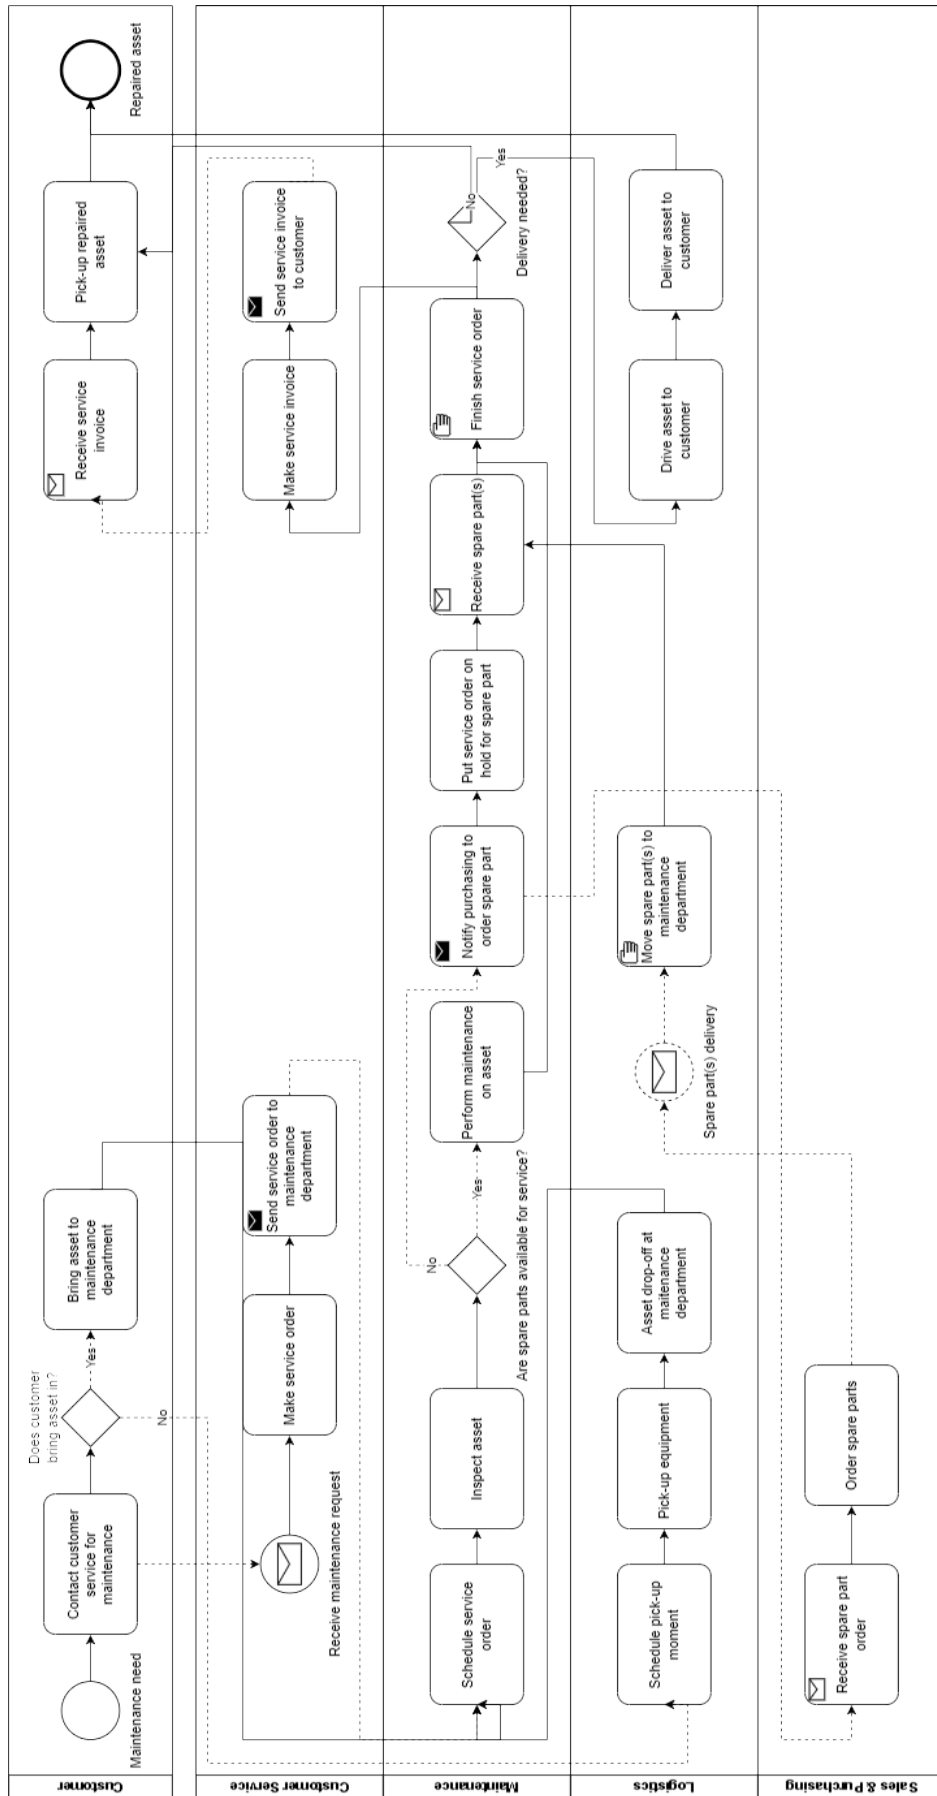 Customer
Maintenance need
Contact customer
service for
maintenance
Does customer
bring asset in?
Yes
No
Bring asset to
maintenance
department
Receive service
invoice
Pick-up repaired
asset
Repaired asset
Customer Service
Receive maintenance request
Make service order
Send service order to
maintenance
department
Make service invoice
Send service invoice
to customer
Maintenance
Schedule service
order
Inspect asset
Are spare parts available for service?
No
Yes
Perform maintenance
on asset
Notify purchasing to
order spare part
Put service order on
hold for spare part
Receive spare part(s)
Finish service order
Delivery needed?
No
Yes
Logistics
Schedule pick-up
moment
Pick-up equipment
Asset drop-off at
maitenance
department
Spare part(s) delivery
Move spare part(s) to
maintenance
department
Drive asset to
customer
Deliver asset to
customer
Sales & Purchasing
Receive spare part
order
Order spare parts